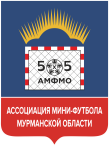 5 5
АМФМО
АССОЦИАЦИЯ МИНИ-ФУТБОЛА
МУРМАНСКОЙ ОБЛАСТИ